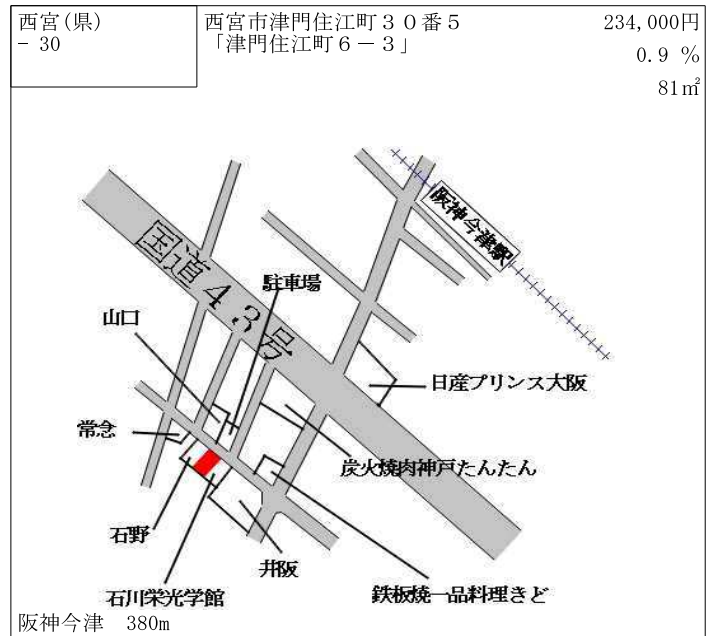 西宮(県)
- 30
西宮市津門住江町３０番５
「津門住江町６－３」
234,000円
0.9 %
81㎡
阪神今津駅
国道４３号
駐車場
山口
日産プリンス大阪
常念
炭火焼肉神戸たんたん
石野
井阪
石川栄光学館
鉄板焼一品料理きど
阪神今津　380m